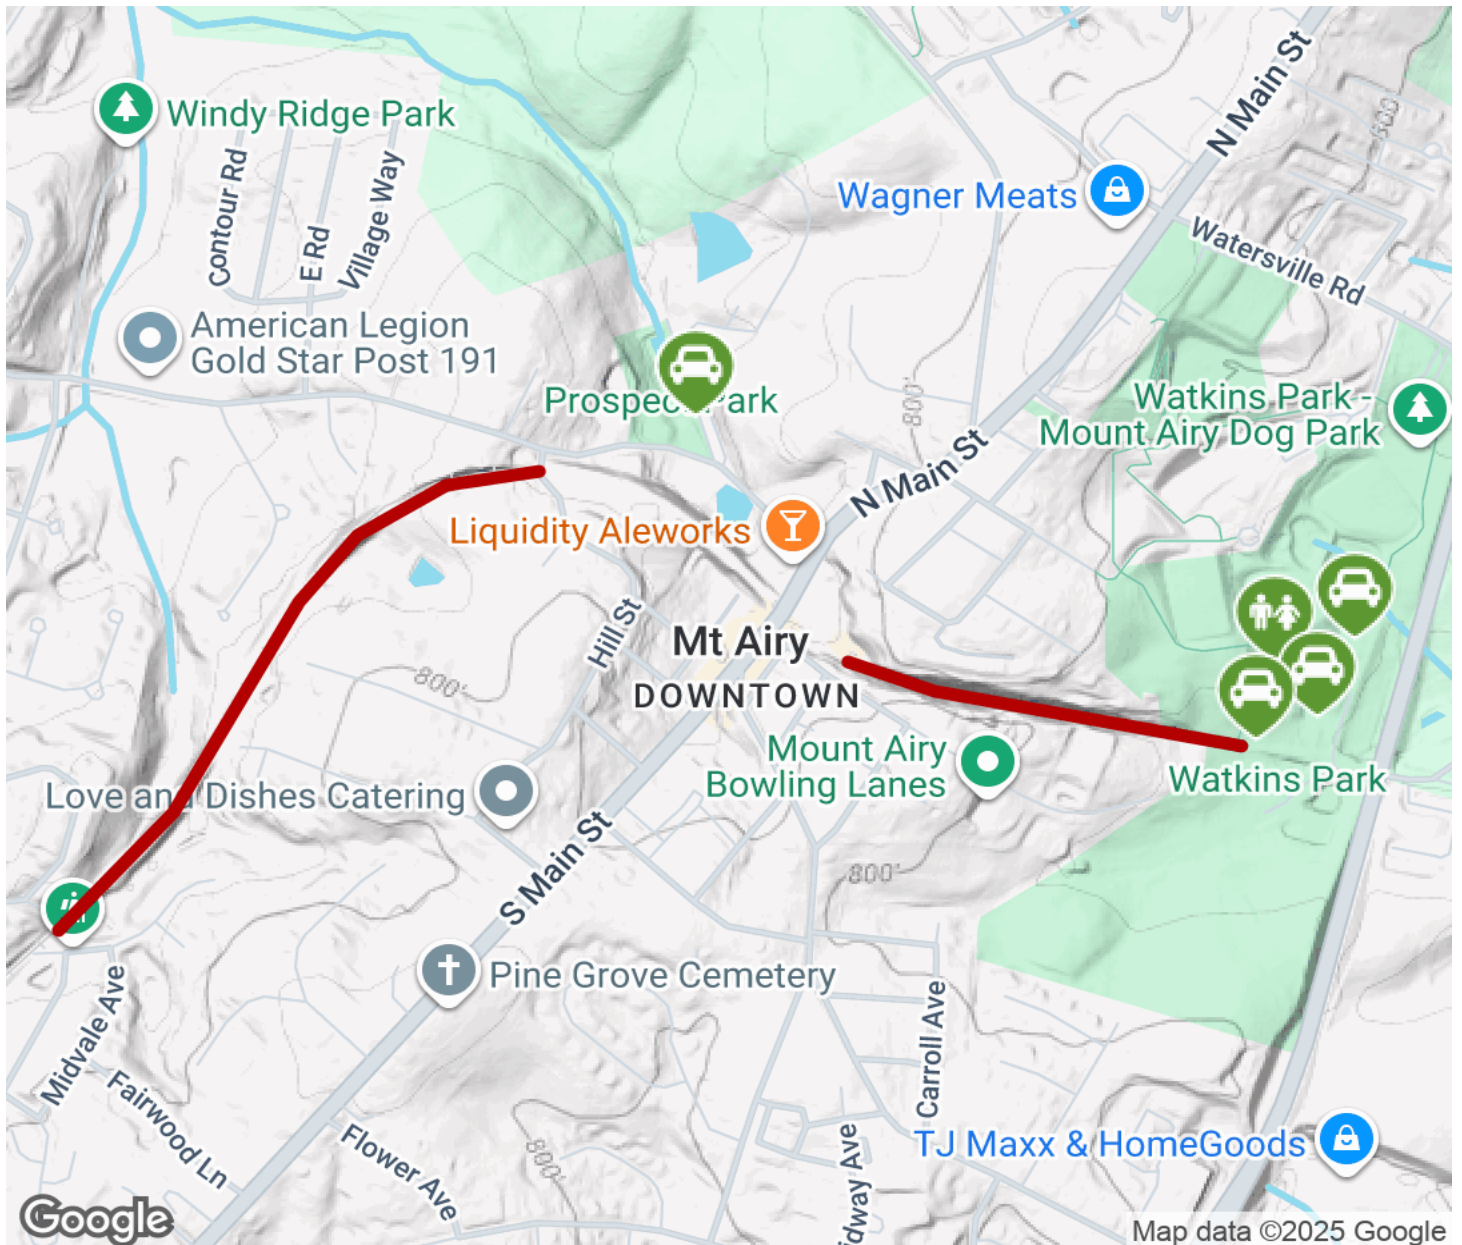 N Main St
Windy Ridge Park
Contour Rd
E Rd
Village Way
800'
Wagner Meats
Watersville Rd
American Legion
Gold Star Post 191
Prospect Park
800'
Watkins Park -
Mount Airy Dog Park
N Main St
Liquidity Aleworks
Hill St
Mt Airy
DOWNTOWN
800'
Mount Airy
Bowling Lanes
Watkins Park
Love and Dishes Catering
S Main St
800'
Pine Grove Cemetery
Midvale Ave
Carroll Ave
Fairwood Ln
Flower Ave
800'
idway Ave
TJ Maxx & HomeGoods
Google
Map data ©2025 Google